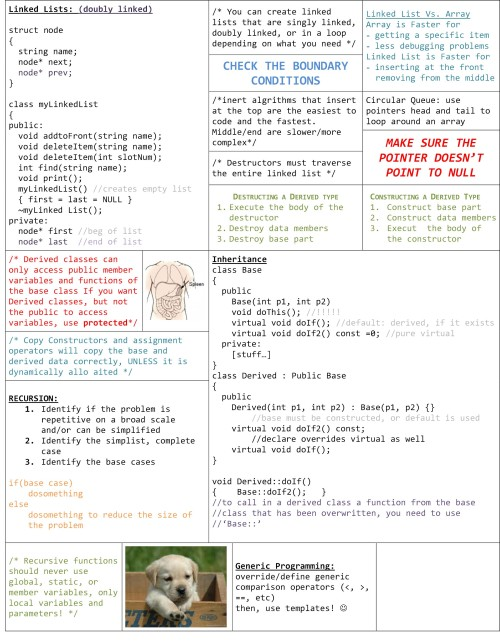 Linked Lists: (doubly linked)
struct node
{
string name;
node* next;
node* prev;
}
class myLinkedList
{
public:
void addtoFront(string name);
void deleteItem(string name);
void deleteItem(int slotNum);
int find(string name);
void print();
myLinkedList() //creates empty list
{ first = last = NULL }
~myLinked List();
private:
node* first //beg of list
node* last //end of list
/* You can create linked
lists that are singly linked,
doubly linked, or in a loop
depending on what you need */
CHECK THE BOUNDARY
CONDITIONS
Linked List Vs. Array
Array is Faster for
- getting a specific item
- less debugging problems
Linked List is Faster for
- inserting at the front
removing from the middle
/*inert algrithms that insert
at the top are the easiest to
code and the fastest.
Middle/end are slower/more
complex*/
/* Destructors must traverse
the entire linked list */
Circular Queue: use
pointers head and tail to
loop around an array
MAKE SURE THE
POINTER DOESN'T
POINT TO NULL
DESTRUCTING A DERIVED TYPE
1. Execute the body of the
destructor
2. Destroy data members
3. Destroy base part
CONSTRUCTING A DERIVED TYPE
1. Construct base part
2. Construct data members
3. Execut the body of
the constructor
/* Derived classes can
only access public member
variables and functions of
the base class If you want
Derived classes, but not
the public to access
variables, use protected*/
Spleen
/* Copy Constructors and assignment
operators will copy the base and
derived data correctly, UNLESS it is
dynamically allo aited */
RECURSION:
1. Identify if the problem is
repetitive on a broad scale
and/or can be simplified
2. Identify the simplist, complete
case
3. Identify the base cases
if(base case)
dosomething
else
dosomething to reduce the size of
the problem
Inheritance
class Base
{
public
Base(int p1, int p2)
void doThis(); //!!!!!
virtual void doIf(); //default: derived, if it exists
virtual void doIf2() const =0; //pure virtual
private:
[stuff…]
}
class Derived : Public Base
{
public
Derived(int p1, int p2) : Base(p1, p2) {}
//base must be constructed, or default is used
virtual void doIf2() const;
//declare overrides virtual as well
virtual void doIf();
}
void Derived::doIf()
{ Base::doIf2(); }
//to call in a derived class a function from the base
//class that has been overwritten, you need to use
//'Base::'
/* Recursive functions
should never use
global, static, or
member variables, only
local variables and
parameters! */
Generic Programming:
override/define generic
comparison operators (<, >,
==, etc)
then, use templates! ☺